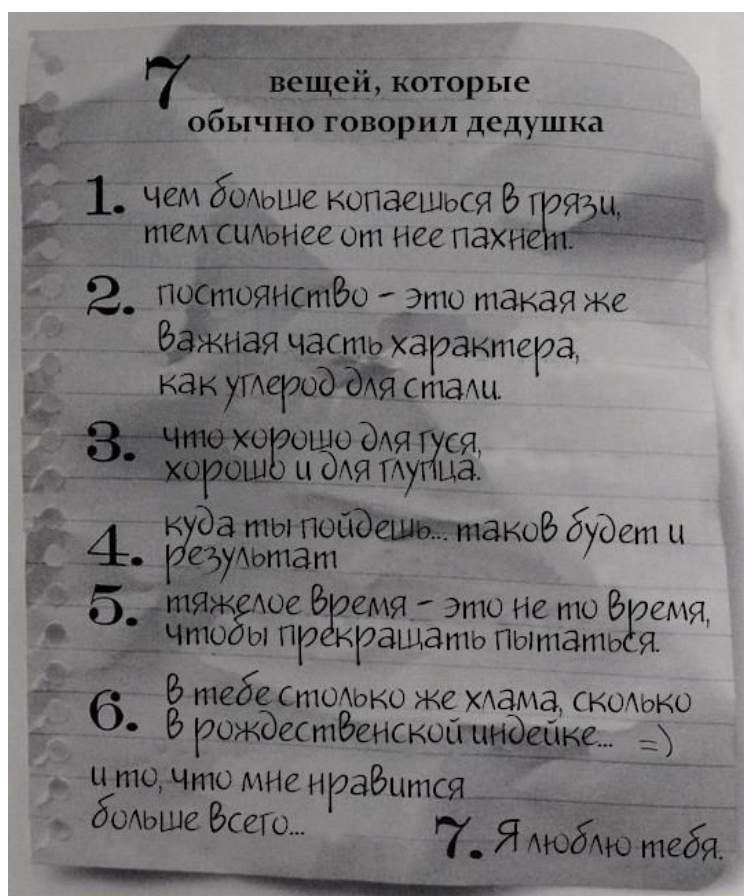 7 вещей, которые
обычно говорил дедушка
1. чем больше копаешься в грязи,
тем сильнее от нее пахнет.
2. постоянство - это такая же
важная часть характера,
как углерод для стали.
3. что хорошо для гуся,
хорошо и для глупца.
4. куда ты пойдешь... таков будет и
результат
5. тяжелое время - это не то время,
чтобы прекращать пытаться.
6. в тебе столько же хлама, сколько
в рождественской индейке... =)
и то, что мне нравится
больше всего...
7. Я люблю тебя.